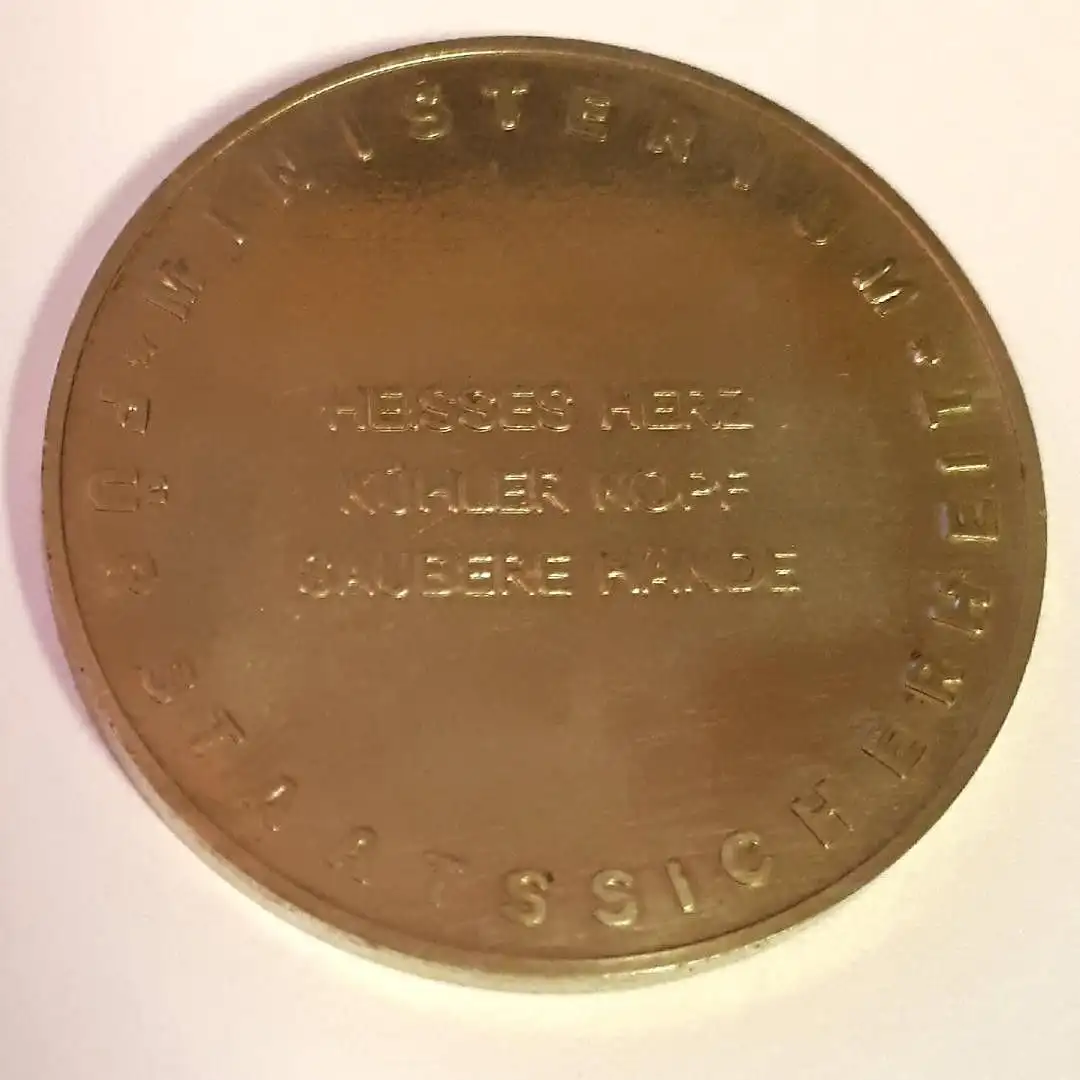 MINISTERIUM
FÜR STAATSSICHERHEIT
HEISSES HERZ
KÜHLER KOPF
SAUBERE HÄNDE